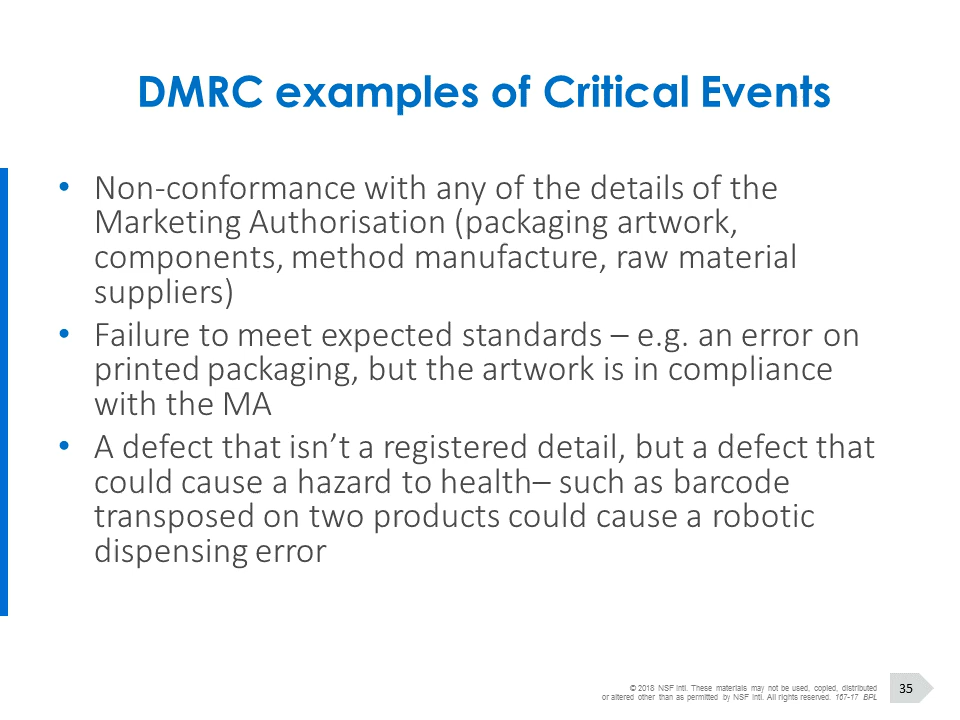 DMRC examples of Critical Events
• Non-conformance with any of the details of the
Marketing Authorisation (packaging artwork,
components, method manufacture, raw material
suppliers)
• Failure to meet expected standards – e.g. an error on
printed packaging, but the artwork is in compliance
with the MA
• A defect that isn’t a registered detail, but a defect that
could cause a hazard to health– such as barcode
transposed on two products could cause a robotic
dispensing error
© 2018 NSF Intl. These materials may not be used, copied, distributed
or altered other than as permitted by NSF Intl. All rights reserved. 167-17 BPL
35